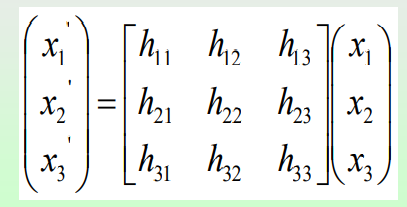 x₁' h₁₁ h₁₂ h₁₃ x₁
x₂' = h₂₁ h₂₂ h₂₃ x₂
x₃' h₃₁ h₃₂ h₃₃ x₃